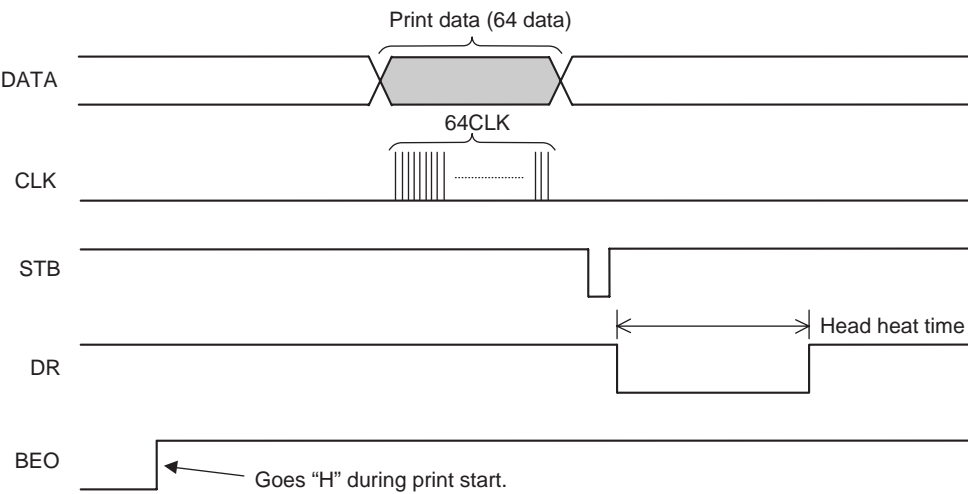 Print data (64 data)
DATA
64CLK
CLK
STB
Head heat time
DR
BEO
Goes “H” during print start.